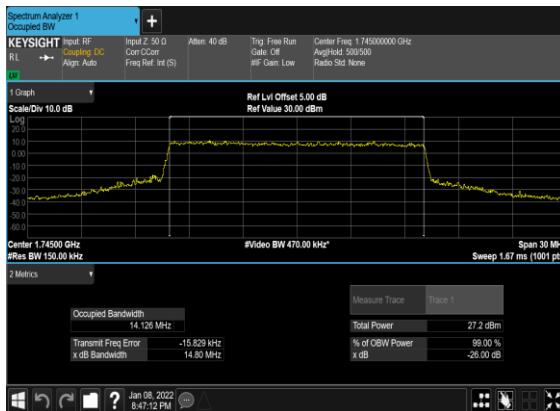 Spectrum Analyzer 1
Occupied BW
KEYSIGHT
RL
Input: RF
Coupling: DC
Align: Auto
Input Z: 50 Ω
Corr CCorr
Freq Ref: Int (S)
Atten: 40 dB
Trig: Free Run
Gate: Off
#IF Gain: Low
Center Freq: 1.745000000 GHz
Avg|Hold: 500/500
Radio Std: None
1 Graph
Scale/Div 10.0 dB
Ref Lvl Offset 5.00 dB
Ref Value 30.00 dBm
Log
20.0
10.0
0.00
-10.0
-20.0
-30.0
-40.0
-50.0
-60.0
Center 1.74500 GHz
#Res BW 150.00 kHz
#Video BW 470.00 kHz*
Span 30 MH
Sweep 1.67 ms (1001 pts
2 Metrics
Measure Trace Trace 1
Occupied Bandwidth
14.126 MHz
Total Power 27.2 dBm
Transmit Freq Error -15.829 kHz
% of OBW Power 99.00 %
x dB Bandwidth 14.80 MHz
x dB -26.00 dB
?
Jan 08, 2022
8:47:12 PM